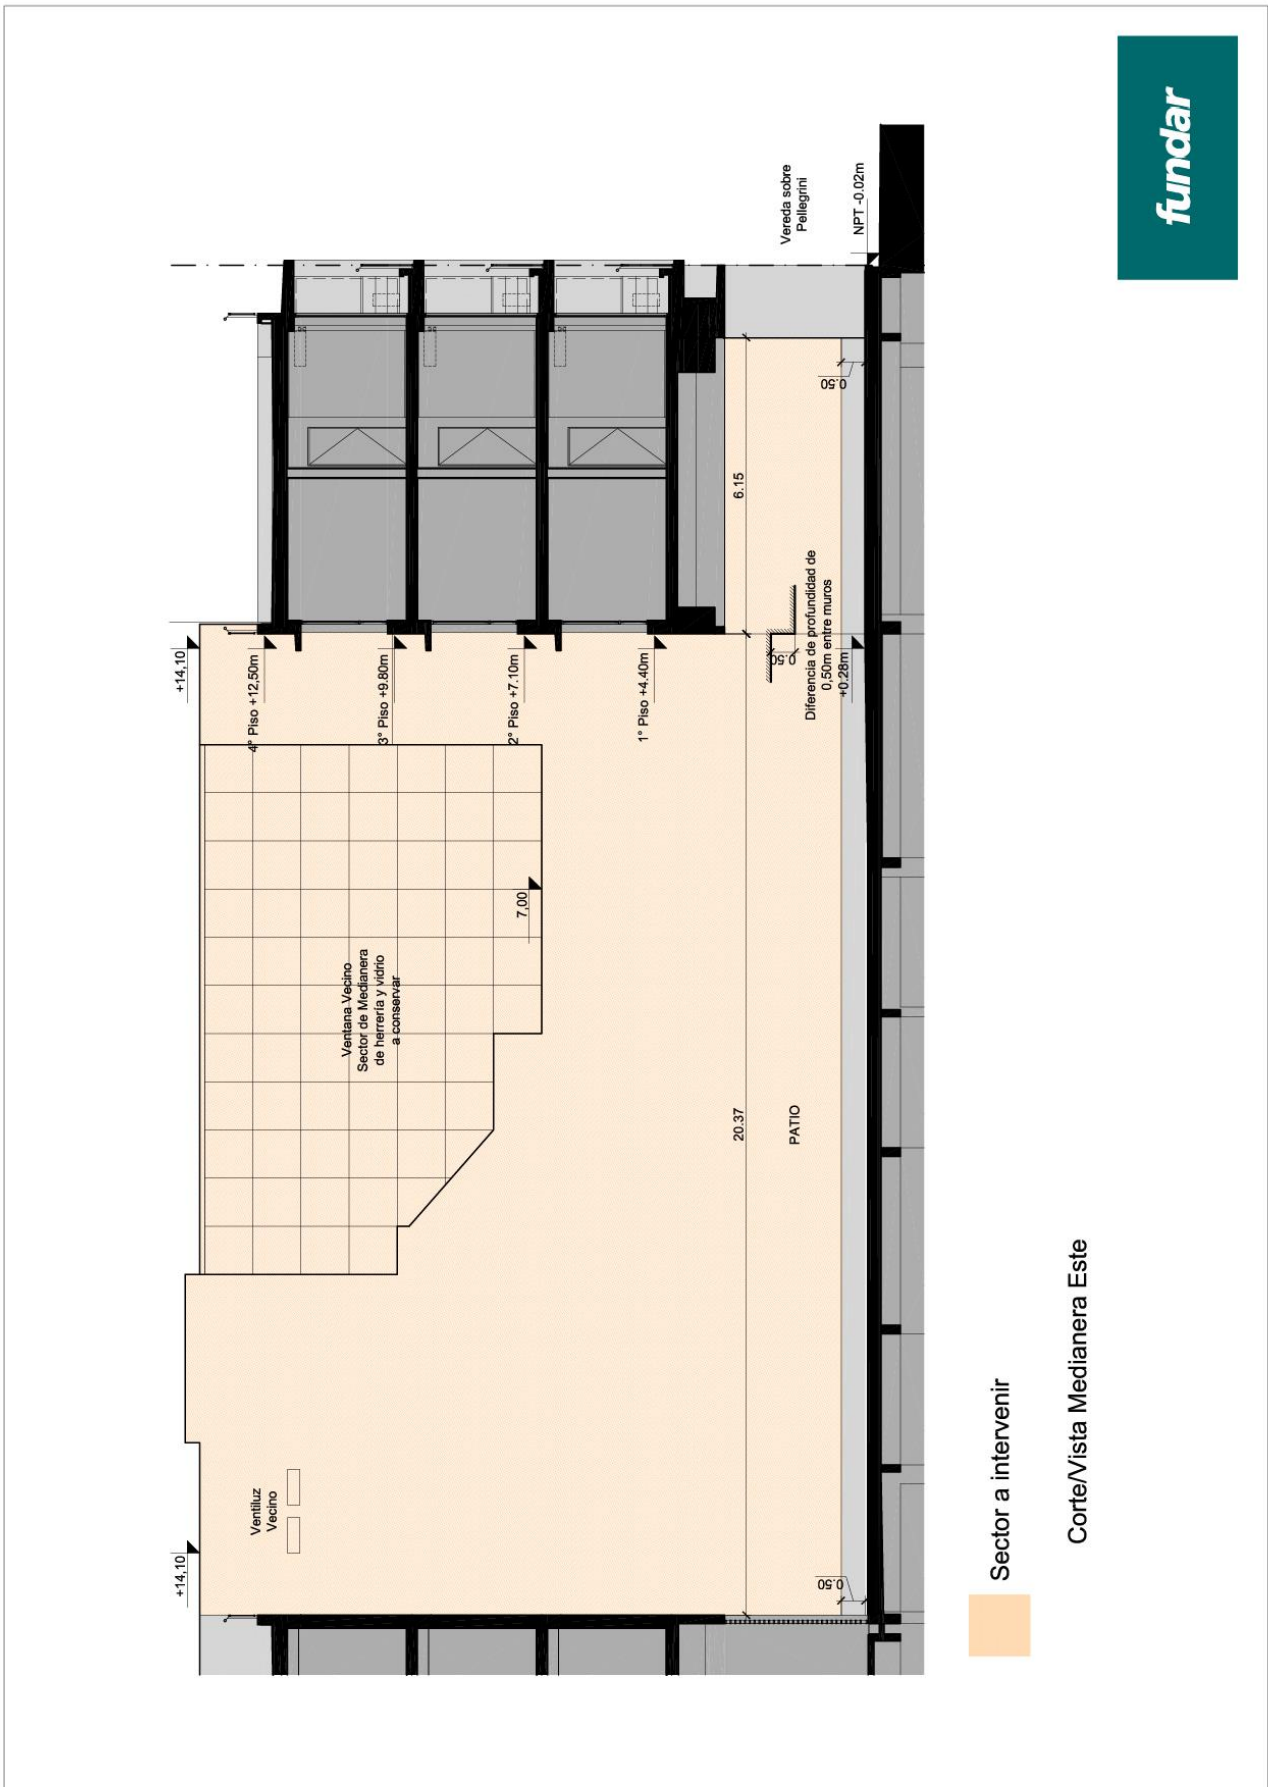 fundar
Vereda sobre
Pellegrini
NPT -0.02m
0.50
6.15
Diferencia de profundidad de
0,50m entre muros
0.50
+0.28m
+14,10
4° Piso +12,50m
3° Piso +9.80m
2° Piso +7.10m
1° Piso +4.40m
7,00
Ventana Vecino
Sector de Medianera
de herrería y vidrio
a conservar
20.37
PATIO
Ventiluz
Vecino
+14,10
0.50
Sector a intervenir
Corte/Vista Medianera Este